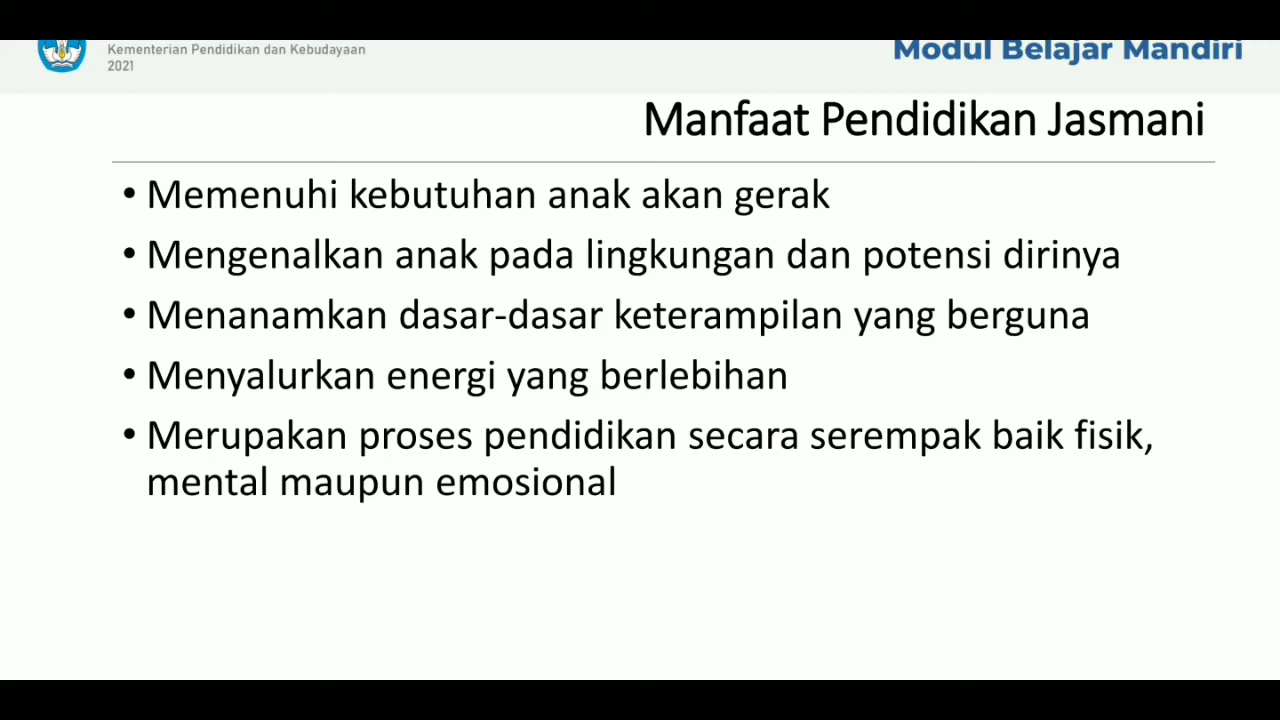 Kementerian Pendidikan dan Kebudayaan
2021
Modul Belajar Mandiri
Manfaat Pendidikan Jasmani
• Memenuhi kebutuhan anak akan gerak
• Mengenalkan anak pada lingkungan dan potensi dirinya
• Menanamkan dasar-dasar keterampilan yang berguna
• Menyalurkan energi yang berlebihan
• Merupakan proses pendidikan secara serempak baik fisik,
mental maupun emosional